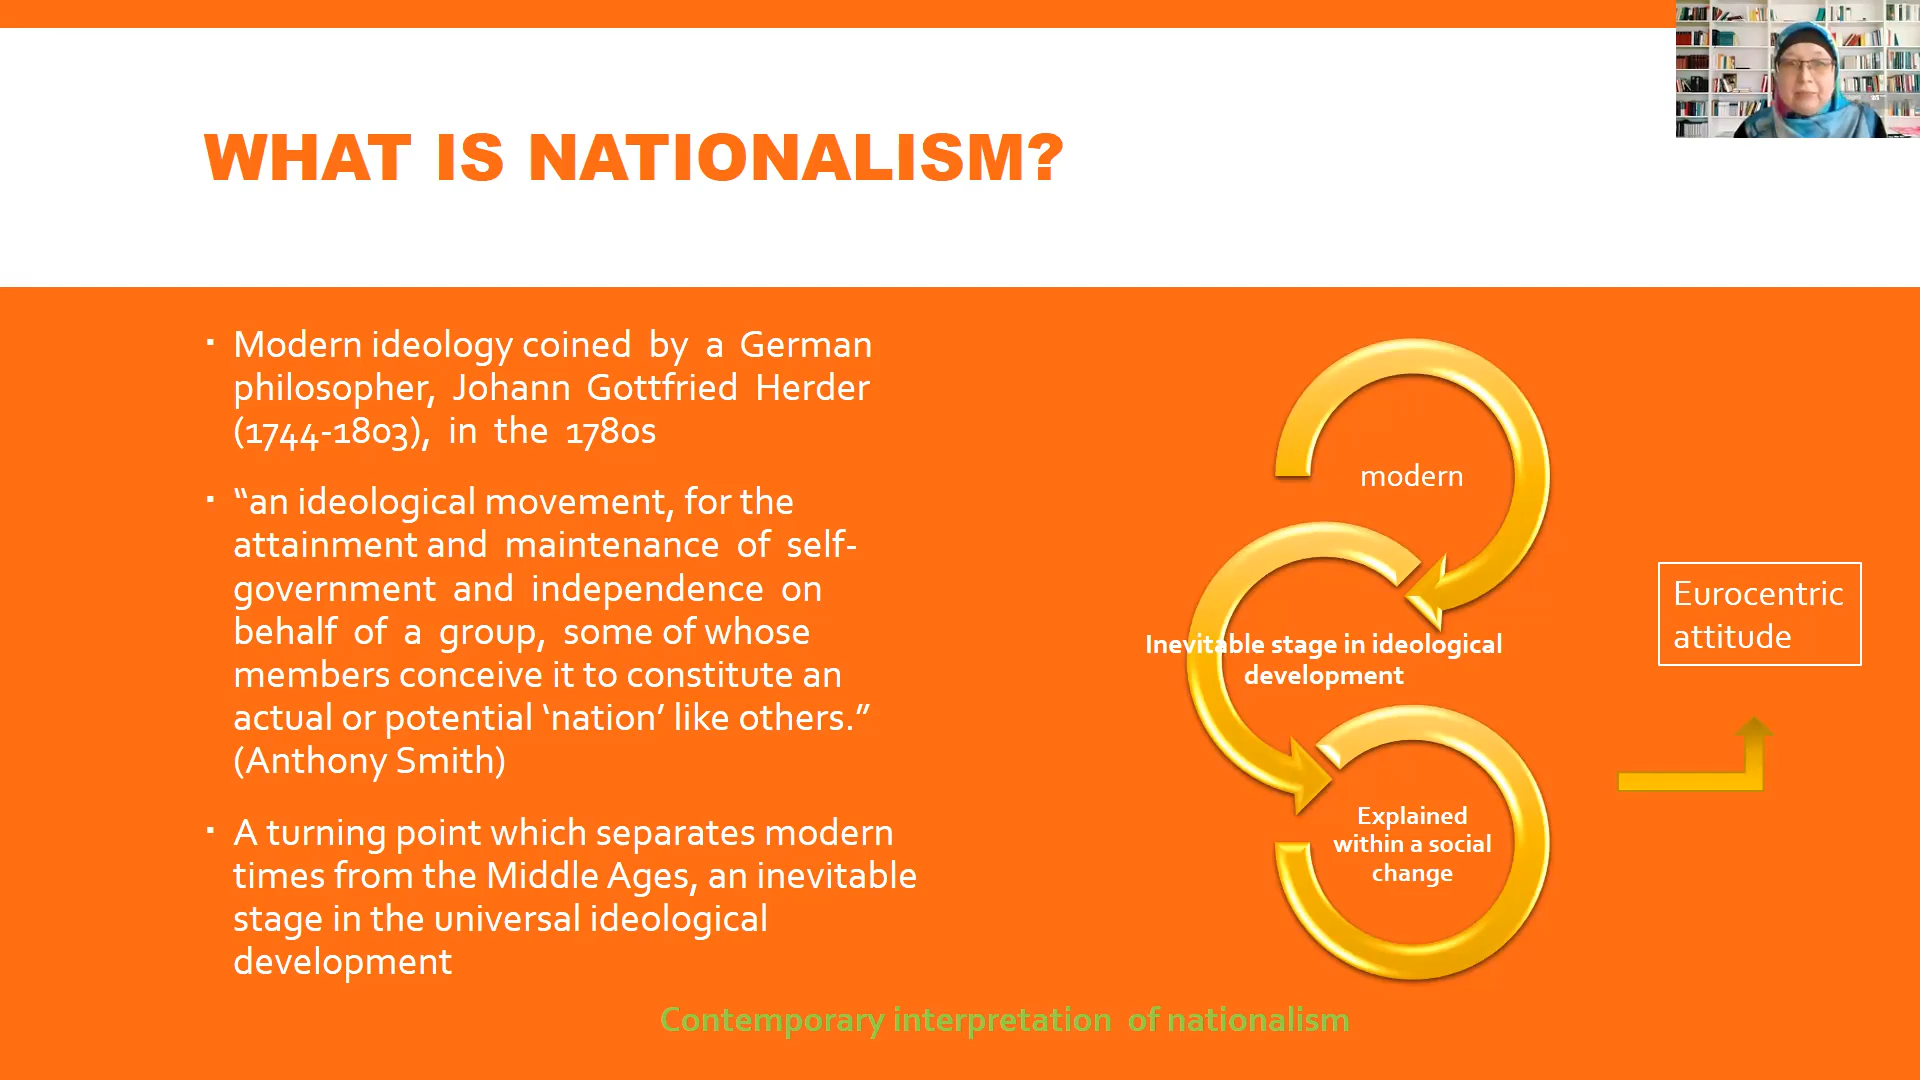 WHAT IS NATIONALISM?
▪ Modern ideology coined by a German
philosopher, Johann Gottfried Herder
(1744-1803), in the 1780s
▪ “an ideological movement, for the
attainment and maintenance of self-
government and independence on
behalf of a group, some of whose
members conceive it to constitute an
actual or potential ‘nation’ like others.”
(Anthony Smith)
▪ A turning point which separates modern
times from the Middle Ages, an inevitable
stage in the universal ideological
development
modern
Inevitable stage in ideological
development
Explained
within a social
change
Eurocentric
attitude
Contemporary interpretation of nationalism